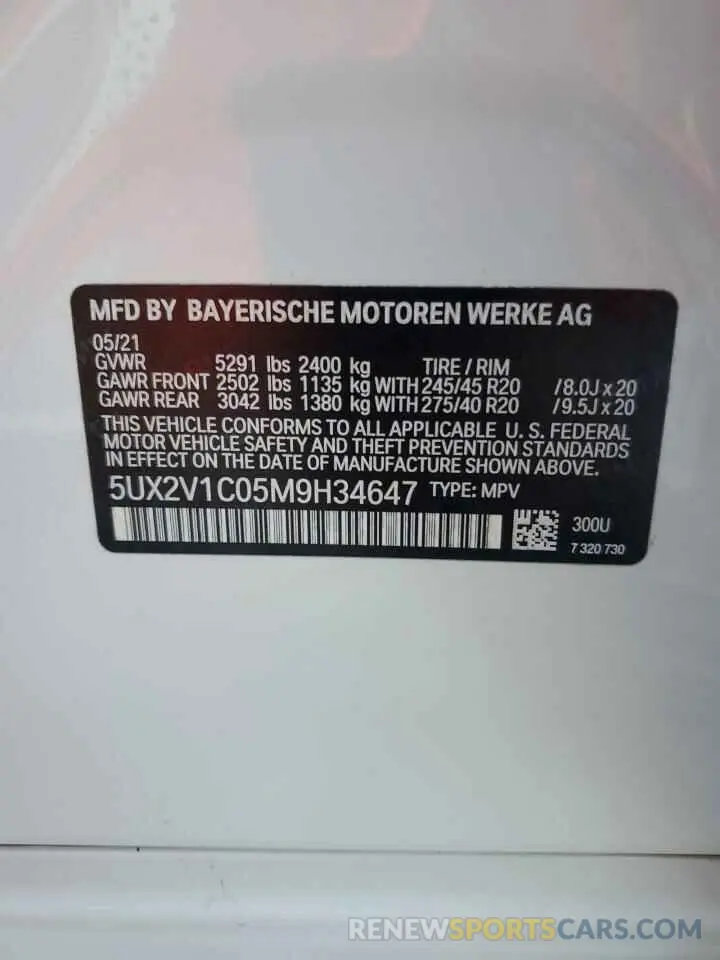 MFD BY BAYERISCHE MOTOREN WERKE AG
05/21
GVWR 5291 lbs 2400 kg TIRE / RIM
GAWR FRONT 2502 lbs 1135 kg WITH 245/45 R20 /8.0J x 20
GAWR REAR 3042 lbs 1380 kg WITH 275/40 R20 /9.5J x 20
THIS VEHICLE CONFORMS TO ALL APPLICABLE U. S. FEDERAL
MOTOR VEHICLE SAFETY AND THEFT PREVENTION STANDARDS
IN EFFECT ON THE DATE OF MANUFACTURE SHOWN ABOVE.
5UX2V1C05M9H34647 TYPE: MPV
300U
7 320 730
RENEWSPORTSCARS.COM